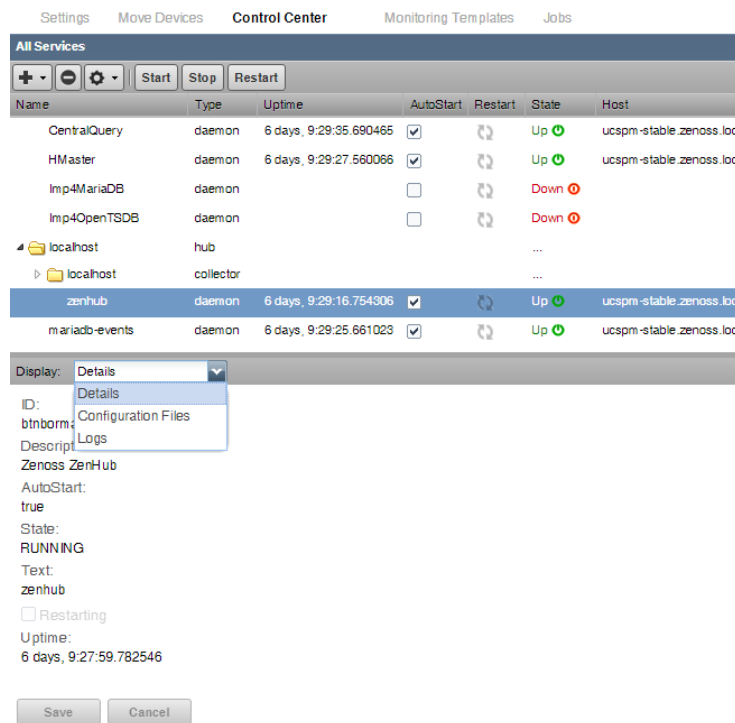 Settings Move Devices Control Center Monitoring Templates Jobs
All Services
Start Stop Restart
Name Type Uptime AutoStart Restart State Host
CentralQuery daemon 6 days, 9:29:35.690465 Up ucspm-stable.zenoss.loc
HMaster daemon 6 days, 9:29:27.560066 Up ucspm-stable.zenoss.loc
Imp4MariaDB daemon Down
Imp4OpenTSDB daemon Down
localhost hub ...
localhost collector ...
zenhub daemon 6 days, 9:29:16.754306 Up ucspm-stable.zenoss.loc
mariadb-events daemon 6 days, 9:29:25.661023 Up ucspm-stable.zenoss.loc
Display: Details
Details
Configuration Files
Logs
ID:
btnborma
Descript
Zenoss ZenHub
AutoStart:
true
State:
RUNNING
Text:
zenhub
Restarting
Uptime:
6 days, 9:27:59.782546
Save Cancel